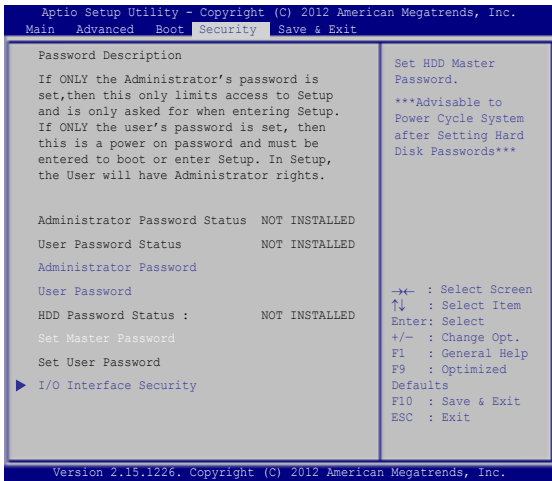 Aptio Setup Utility - Copyright (C) 2012 American Megatrends, Inc.
Main Advanced Boot Security Save & Exit
Password Description
If ONLY the Administrator's password is
set,then this only limits access to Setup
and is only asked for when entering Setup.
If ONLY the user's password is set, then
this is a power on password and must be
entered to boot or enter Setup. In Setup,
the User will have Administrator rights.
Administrator Password Status NOT INSTALLED
User Password Status NOT INSTALLED
Administrator Password
User Password
HDD Password Status : NOT INSTALLED
Set Master Password
Set User Password
I/O Interface Security
Set HDD Master
Password.
***Advisable to
Power Cycle System
after Setting Hard
Disk Passwords***
→← : Select Screen
↑↓ : Select Item
Enter: Select
+/— : Change Opt.
F1 : General Help
F9 : Optimized
Defaults
F10 : Save & Exit
ESC : Exit
Version 2.15.1226. Copyright (C) 2012 American Megatrends, Inc.